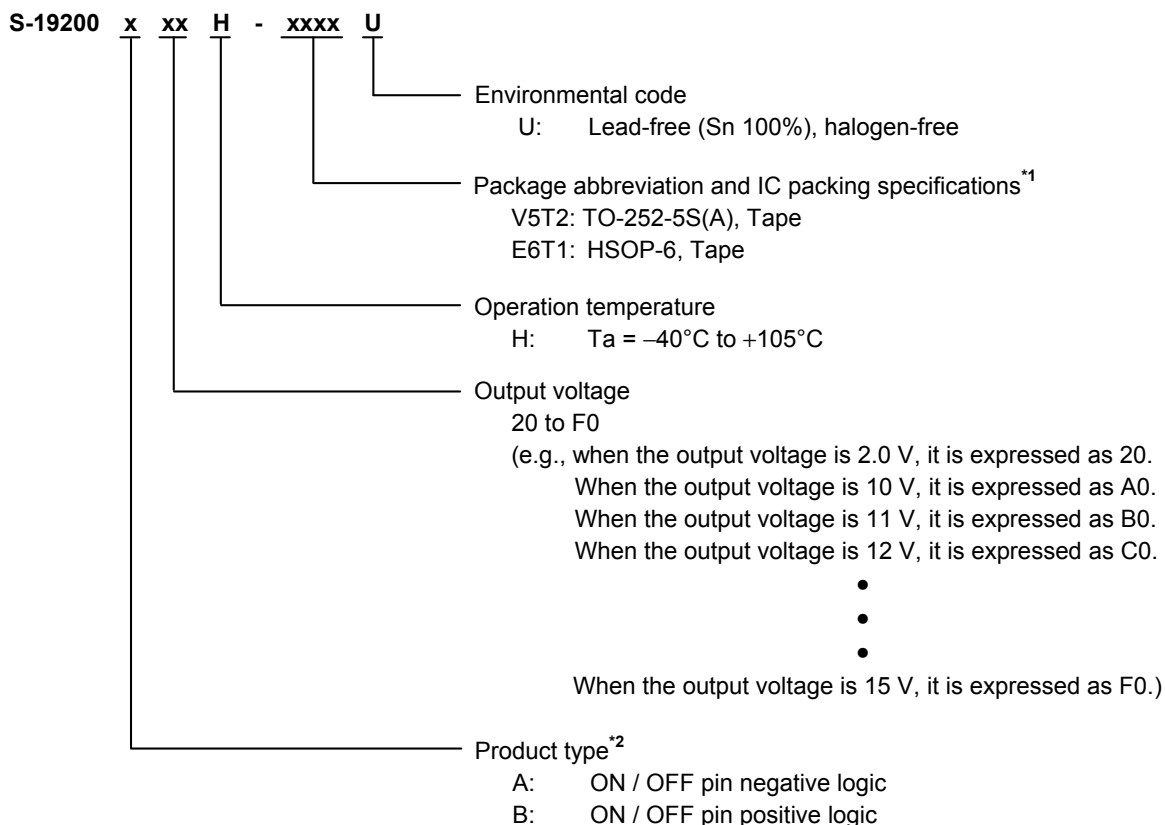 S-19200 x xx H - xxxx U
Environmental code
U: Lead-free (Sn 100%), halogen-free
Package abbreviation and IC packing specifications*1
V5T2: TO-252-5S(A), Tape
E6T1: HSOP-6, Tape
Operation temperature
H: Ta = −40°C to +105°C
Output voltage
20 to F0
(e.g., when the output voltage is 2.0 V, it is expressed as 20.
When the output voltage is 10 V, it is expressed as A0.
When the output voltage is 11 V, it is expressed as B0.
When the output voltage is 12 V, it is expressed as C0.
•
•
•
When the output voltage is 15 V, it is expressed as F0.)
Product type*2
A: ON / OFF pin negative logic
B: ON / OFF pin positive logic